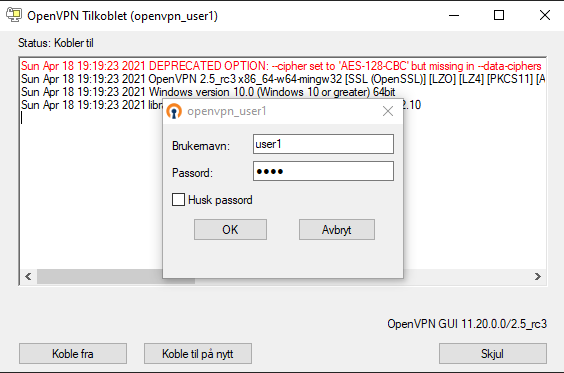 OpenVPN Tilkoblet (openvpn_user1)
Status: Kobler til
Sun Apr 18 19:19:23 2021 DEPRECATED OPTION: --cipher set to 'AES-128-CBC' but missing in --data-ciphers
Sun Apr 18 19:19:23 2021 OpenVPN 2.5_rc3 x86_64-w64-mingw32 [SSL (OpenSSL)] [LZO] [LZ4] [PKCS11] [A
Sun Apr 18 19:19:23 2021 Windows version 10.0 (Windows 10 or greater) 64bit
Sun Apr 18 19:19:23 2021 libr 2.10
openvpn_user1
Brukernavn: user1
Passord: ●●●●
Husk passord
OK Avbryt
OpenVPN GUI 11.20.0.0/2.5_rc3
Koble fra Koble til på nytt Skjul